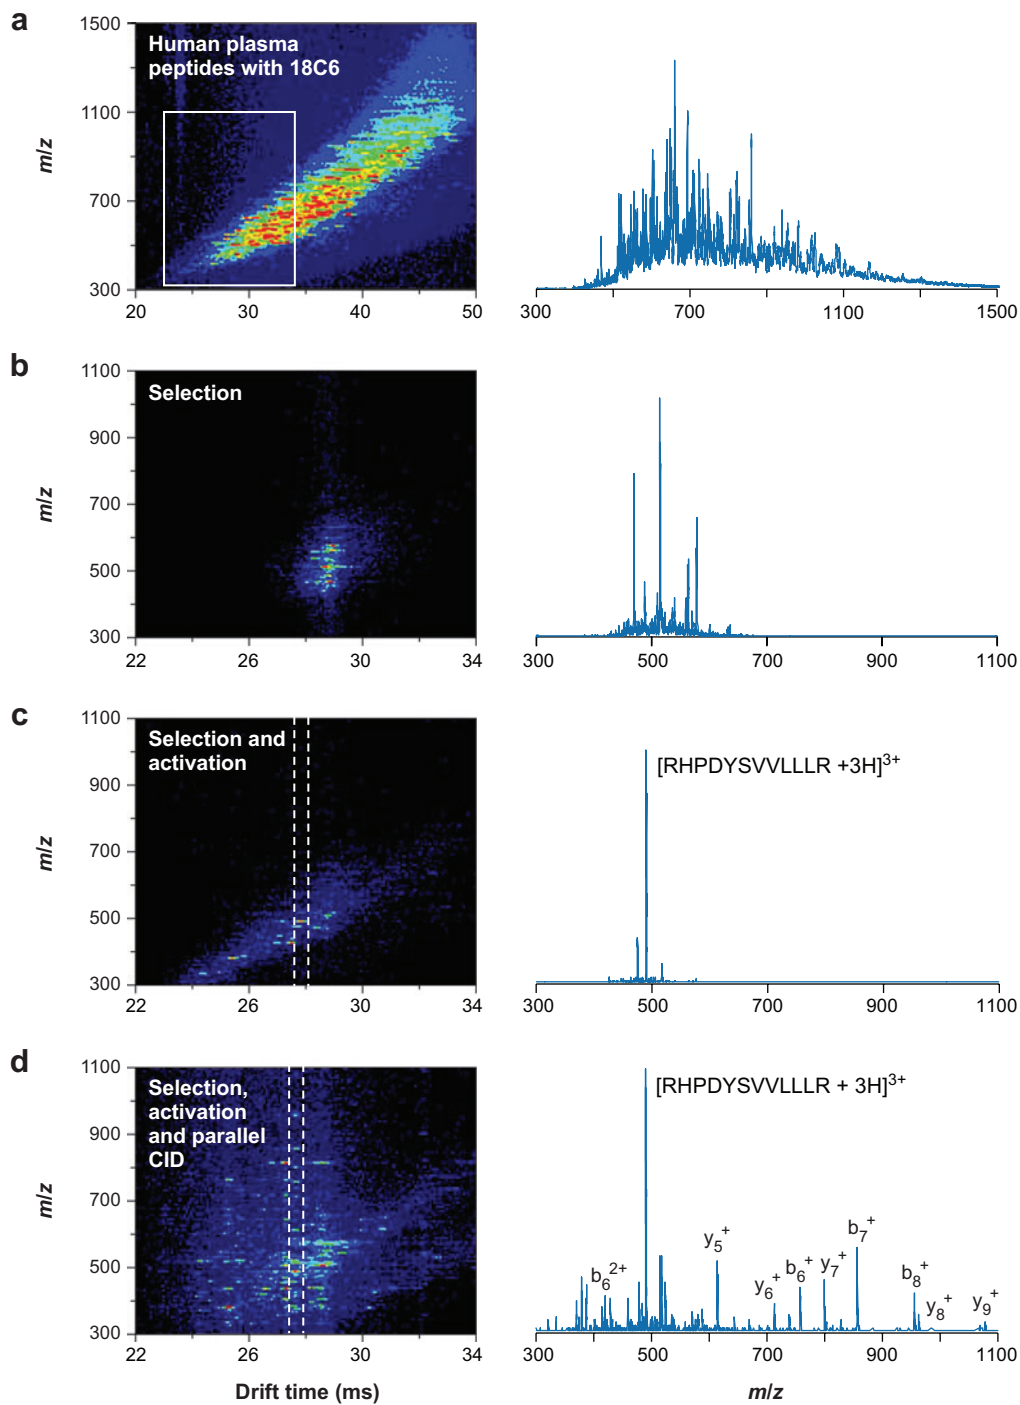 a
1500
1100
700
300
m/z
Human plasma
peptides with 18C6
20
30
40
50
300
700
1100
1500
b
1100
900
700
500
300
m/z
Selection
22
26
30
34
300
500
700
900
1100
c
1100
900
700
500
300
m/z
Selection and
activation
22
26
30
34
[RHPDYSVVLLLR +3H]³⁺
300
500
700
900
1100
d
1100
900
700
500
300
m/z
Selection,
activation
and parallel
CID
22
26
30
34
Drift time (ms)
[RHPDYSVVLLLR + 3H]³⁺
b₆²⁺
y₅⁺
y₆⁺
b₆⁺
y₇⁺
b₇⁺
b₈⁺
y₈⁺
y₉⁺
300
500
700
900
1100
m/z